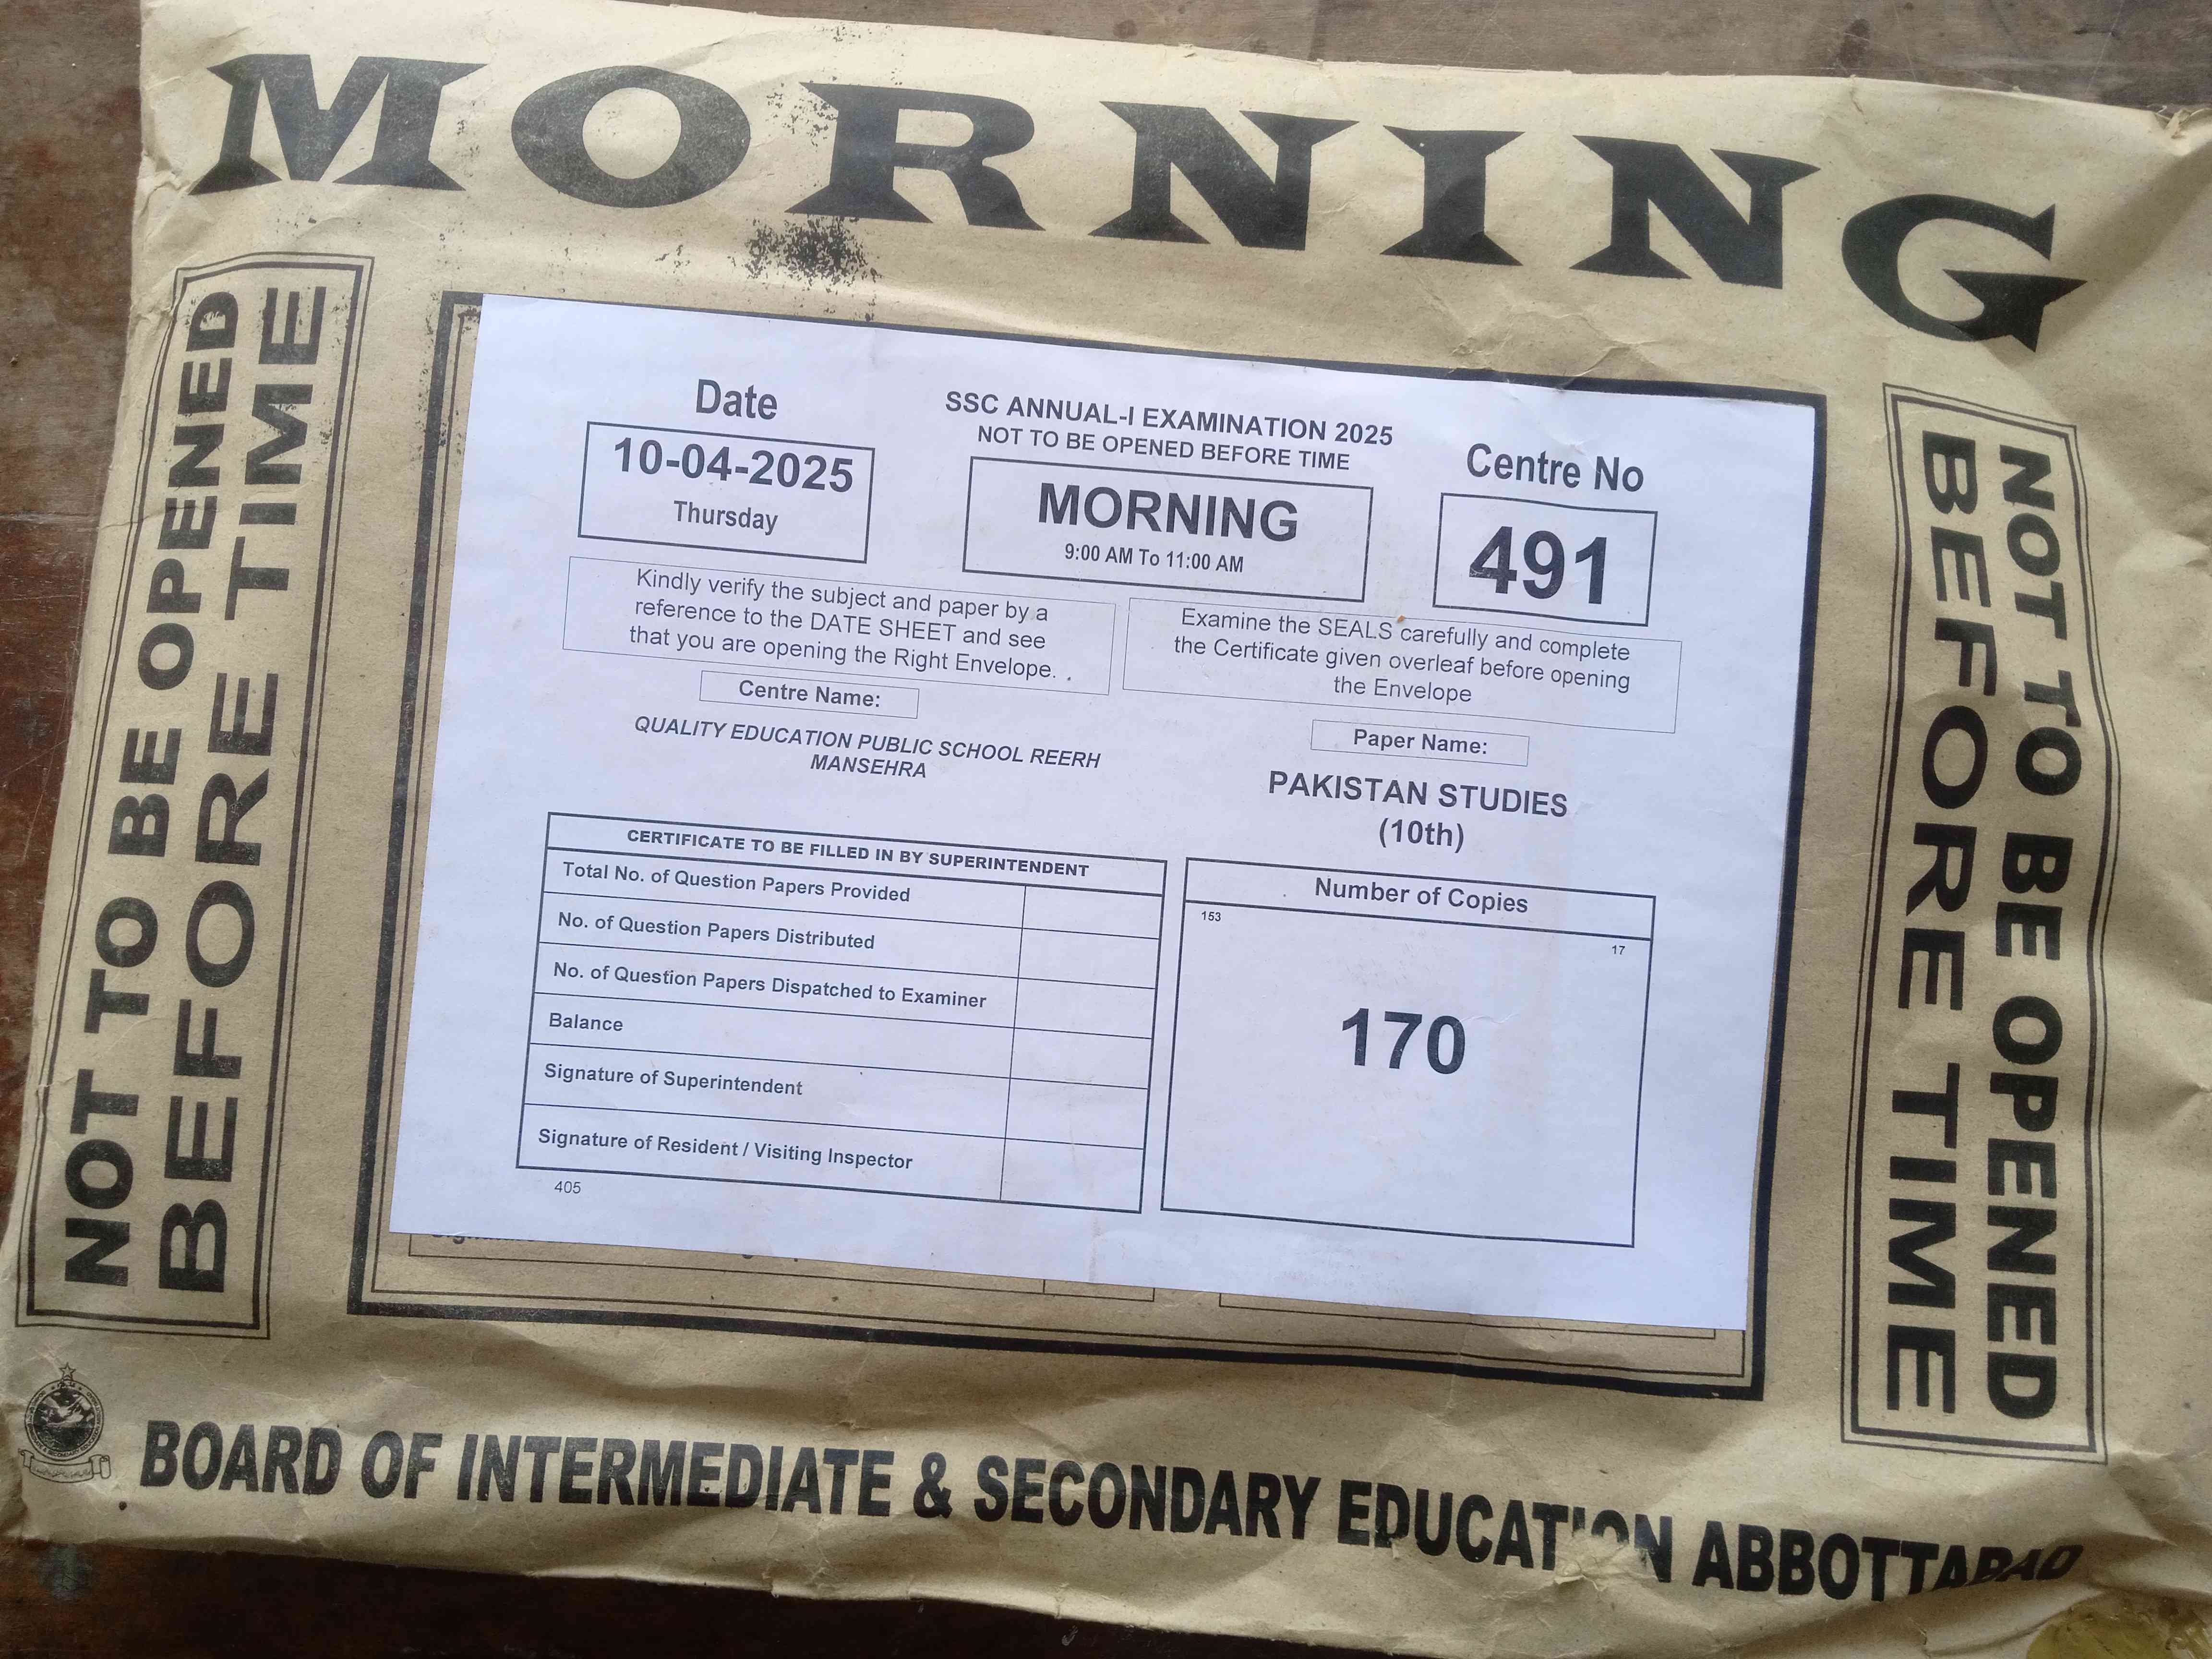 MORNING
NOT TO BE OPENED
BEFORE TIME
Date
10-04-2025
Thursday
SSC ANNUAL-I EXAMINATION 2025
NOT TO BE OPENED BEFORE TIME
MORNING
9:00 AM To 11:00 AM
Centre No
491
Kindly verify the subject and paper by a
reference to the DATE SHEET and see
that you are opening the Right Envelope.
Examine the SEALS carefully and complete
the Certificate given overleaf before opening
the Envelope
Centre Name:
QUALITY EDUCATION PUBLIC SCHOOL REERH
MANSEHRA
Paper Name:
PAKISTAN STUDIES
(10th)
CERTIFICATE TO BE FILLED IN BY SUPERINTENDENT
Total No. of Question Papers Provided
No. of Question Papers Distributed
No. of Question Papers Dispatched to Examiner
Balance
Signature of Superintendent
Signature of Resident / Visiting Inspector
405
Number of Copies
153
17
170
NOT TO BE OPENED
BEFORE TIME
BOARD OF INTERMEDIATE & SECONDARY EDUCATION ABBOTTABAD